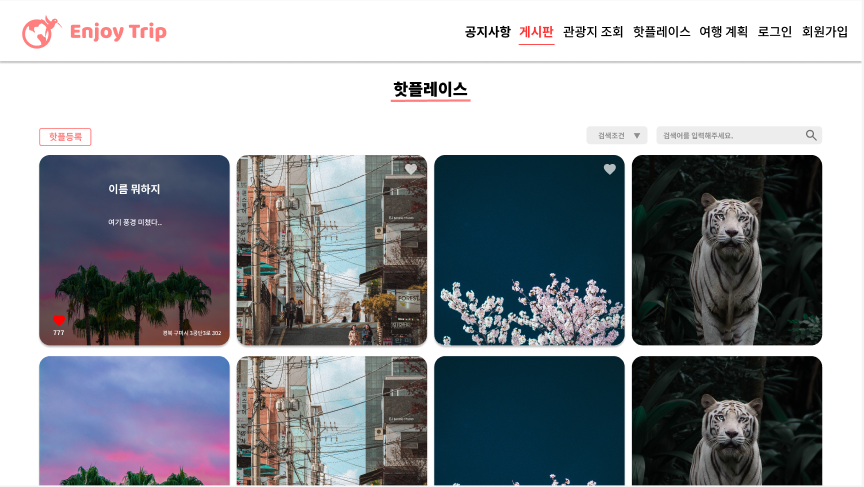 Enjoy Trip
공지사항 게시판 관광지 조회 핫플레이스 여행 계획 로그인 회원가입
핫플레이스
핫플등록
검색조건 ▼
검색어를 입력해주세요.
이름 뭐하지
여기 풍경 미쳤다..
777
경북 구미시 3공단3로 302
FOREST